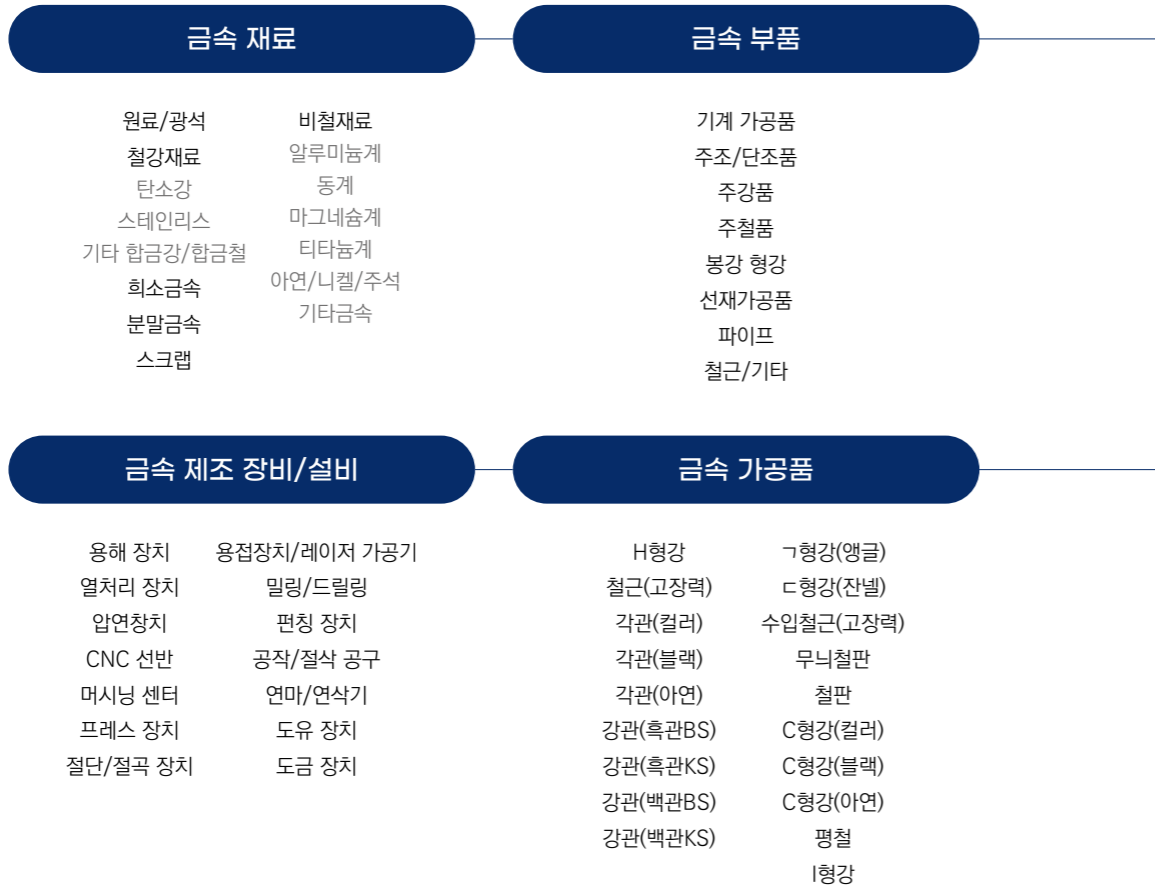 금속 재료
원료/광석
철강재료
탄소강
스테인리스
기타 합금강/합금철
희소금속
분말금속
스크랩
비철재료
알루미늄계
동계
마그네슘계
티타늄계
아연/니켈/주석
기타금속
금속 부품
기계 가공품
주조/단조품
주강품
주철품
봉강 형강
선재가공품
파이프
철근/기타
금속 제조 장비/설비
용해 장치
열처리 장치
압연창치
CNC 선반
머시닝 센터
프레스 장치
절단/절곡 장치
용접장치/레이저 가공기
밀링/드릴링
펀칭 장치
공작/절삭 공구
연마/연삭기
도유 장치
도금 장치
금속 가공품
H형강
철근(고장력)
각관(컬러)
각관(블랙)
각관(아연)
강관(흑관BS)
강관(흑관KS)
강관(백관BS)
강관(백관KS)
ㄱ형강(앵글)
ㄷ형강(잔넬)
수입철근(고장력)
무늬철판
철판
C형강(컬러)
C형강(블랙)
C형강(아연)
평철
I형강